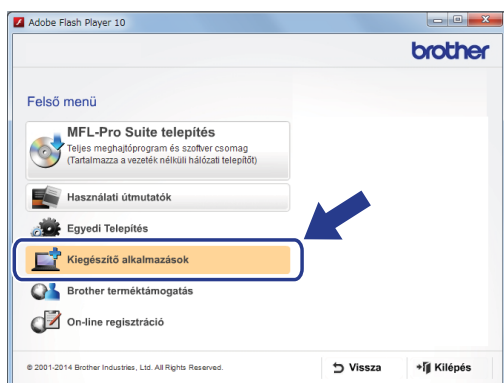 Adobe Flash Player 10
brother
Felső menü
MFL-Pro Suite telepítés
Teljes meghajtóprogram és szoftver csomag
(Tartalmazza a vezeték nélküli hálózati telepítőt)
Használati útmutatók
Egyedi Telepítés
Kiegészítő alkalmazások
Brother terméktámogatás
On-line regisztráció
© 2001-2014 Brother Industries, Ltd. All Rights Reserved.
Vissza
Kilépés